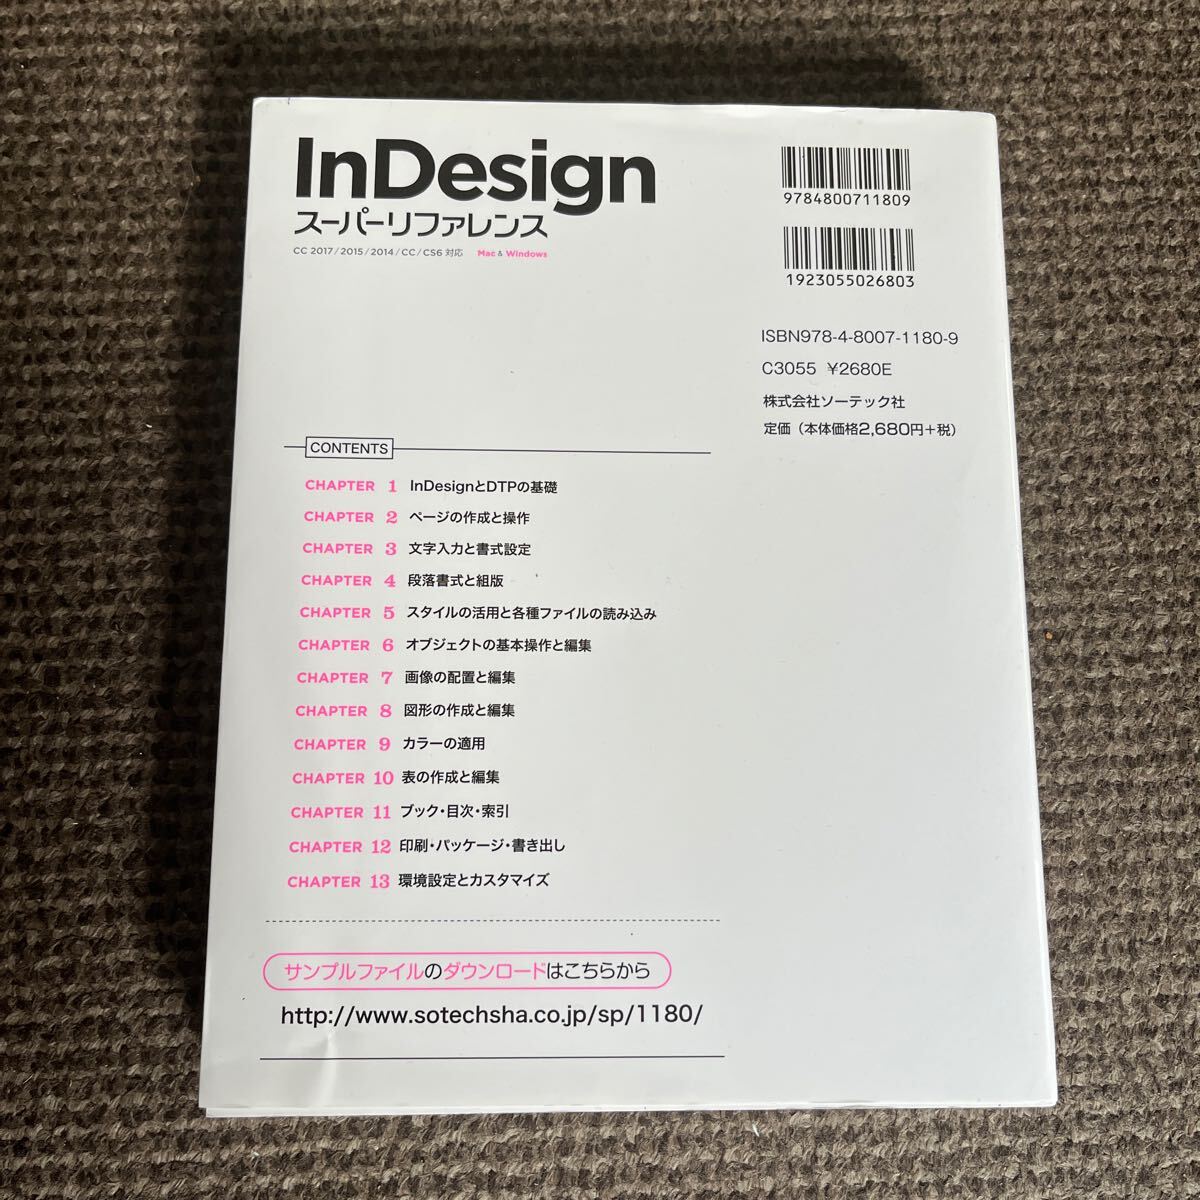 InDesign
スーパーリファレンス
CC 2017/2015/2014/CC/CS6 対応 Mac & Windows
9784800711809
1923055026803
ISBN978-4-8007-1180-9
C3055 ¥2680E
株式会社ソーテック社
定価（本体価格2,680円+税）
CONTENTS
CHAPTER 1 InDesignとDTPの基礎
CHAPTER 2 ページの作成と操作
CHAPTER 3 文字入力と書式設定
CHAPTER 4 段落書式と組版
CHAPTER 5 スタイルの活用と各種ファイルの読み込み
CHAPTER 6 オブジェクトの基本操作と編集
CHAPTER 7 画像の配置と編集
CHAPTER 8 図形の作成と編集
CHAPTER 9 カラーの適用
CHAPTER 10 表の作成と編集
CHAPTER 11 ブック・目次・索引
CHAPTER 12 印刷・パッケージ・書き出し
CHAPTER 13 環境設定とカスタマイズ
サンプルファイルのダウンロードはこちらから
http://www.sotechsha.co.jp/sp/1180/